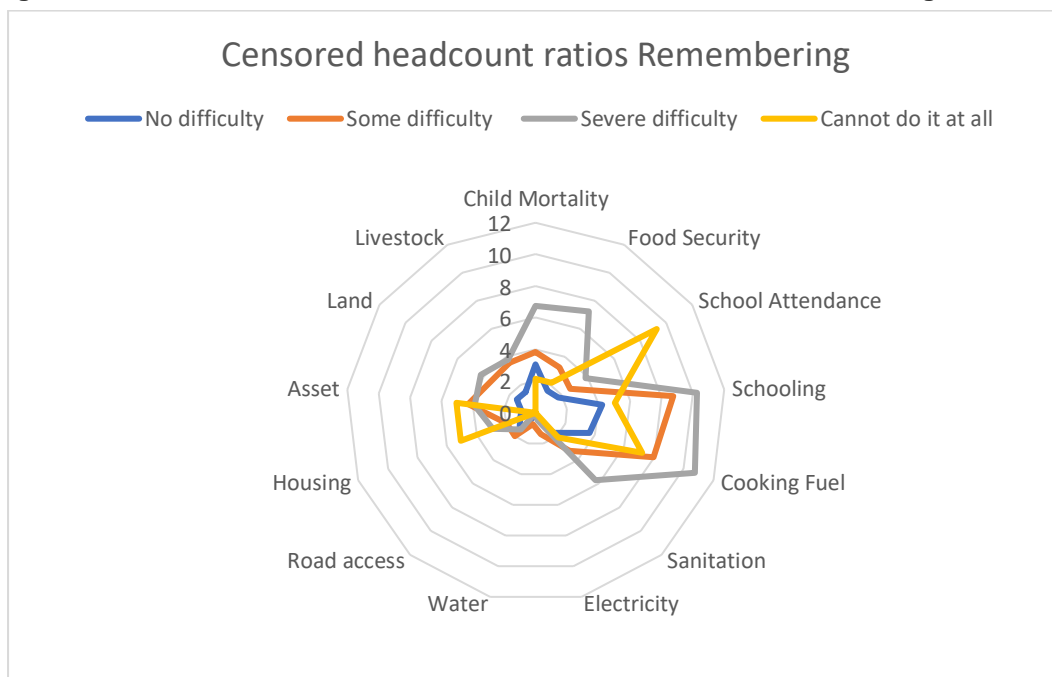 Censored headcount ratios Remembering
No difficulty Some difficulty Severe difficulty Cannot do it at all
Child Mortality
Food Security
School Attendance
Schooling
Cooking Fuel
Sanitation
Electricity
Water
Road access
Housing
Asset
Land
Livestock
12
10
8
6
4
2
0